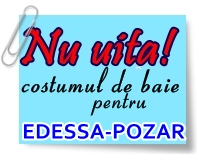 Nu uita!
costumul de baie
pentru
EDESSA-POZAR